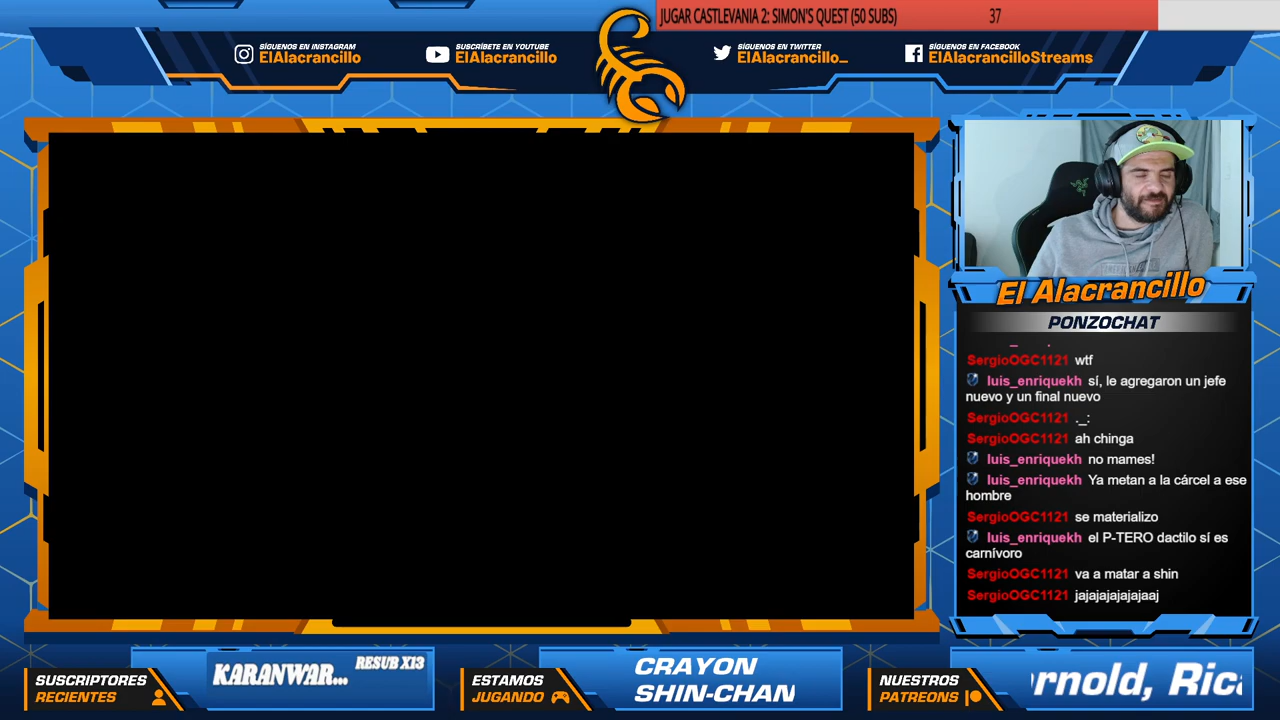 JUGAR CASTLEVANIA 2: SIMON'S QUEST (50 SUBS) 37
SÍGUENOS EN INSTAGRAM
ElAlacrancillo
SUSCRÍBETE EN YOUTUBE
ElAlacrancillo
SÍGUENOS EN TWITTER
ElAlacrancillo_
SÍGUENOS EN FACEBOOK
ElAlacrancilloStreams
El Alacrancillo
PONZOCHAT
SergioOGC1121 wtf
luis_enriquekh sí, le agregaron un jefe
nuevo y un final nuevo
SergioOGC1121 ._:
SergioOGC1121 ah chinga
luis_enriquekh no mames!
luis_enriquekh Ya metan a la cárcel a ese
hombre
SergioOGC1121 se materializo
luis_enriquekh el P-TERO dactilo sí es
carnívoro
SergioOGC1121 va a matar a shin
SergioOGC1121 jajajajajajaaj
SUSCRIPTORES
RECIENTES
KARANWAR... RESUB X13
ESTAMOS
JUGANDO
CRAYON
SHIN-CHAN
NUESTROS
PATREONS
rnold, Ric